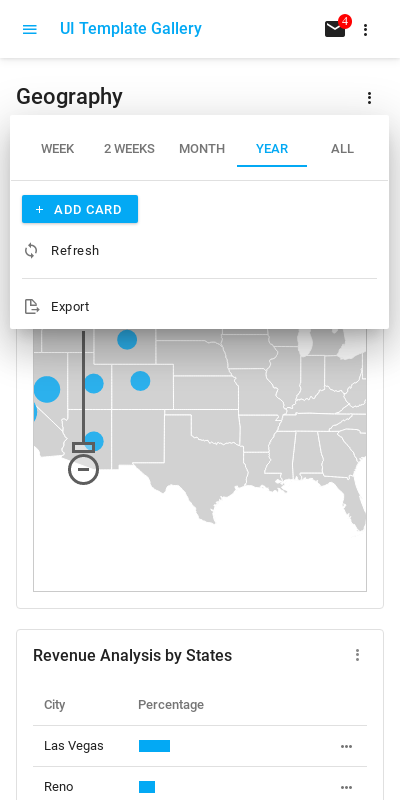 UI Template Gallery
4
Geography
WEEK 2 WEEKS MONTH YEAR ALL
ADD CARD
Refresh
Export
Revenue Analysis by States
City Percentage
Las Vegas
Reno